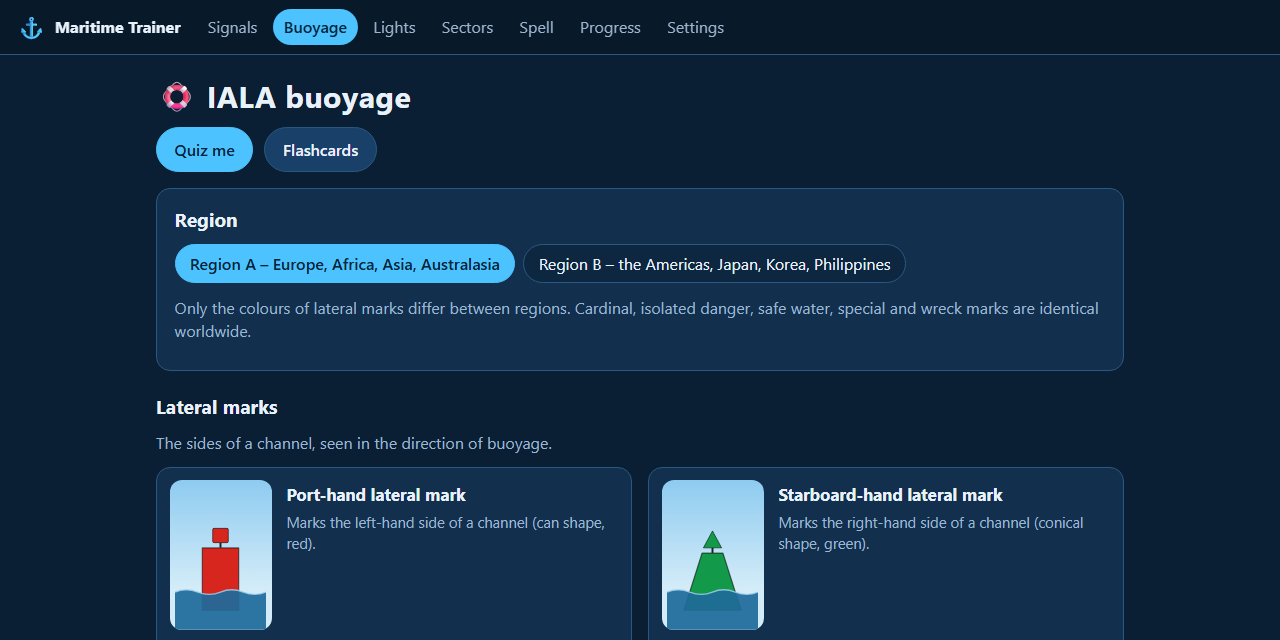 Maritime Trainer Signals Buoyage Lights Sectors Spell Progress Settings
IALA buoyage
Quiz me Flashcards
Region
Region A – Europe, Africa, Asia, Australasia Region B – the Americas, Japan, Korea, Philippines
Only the colours of lateral marks differ between regions. Cardinal, isolated danger, safe water, special and wreck marks are identical
worldwide.
Lateral marks
The sides of a channel, seen in the direction of buoyage.
Port-hand lateral mark
Marks the left-hand side of a channel (can shape,
red).
Starboard-hand lateral mark
Marks the right-hand side of a channel (conical
shape, green).